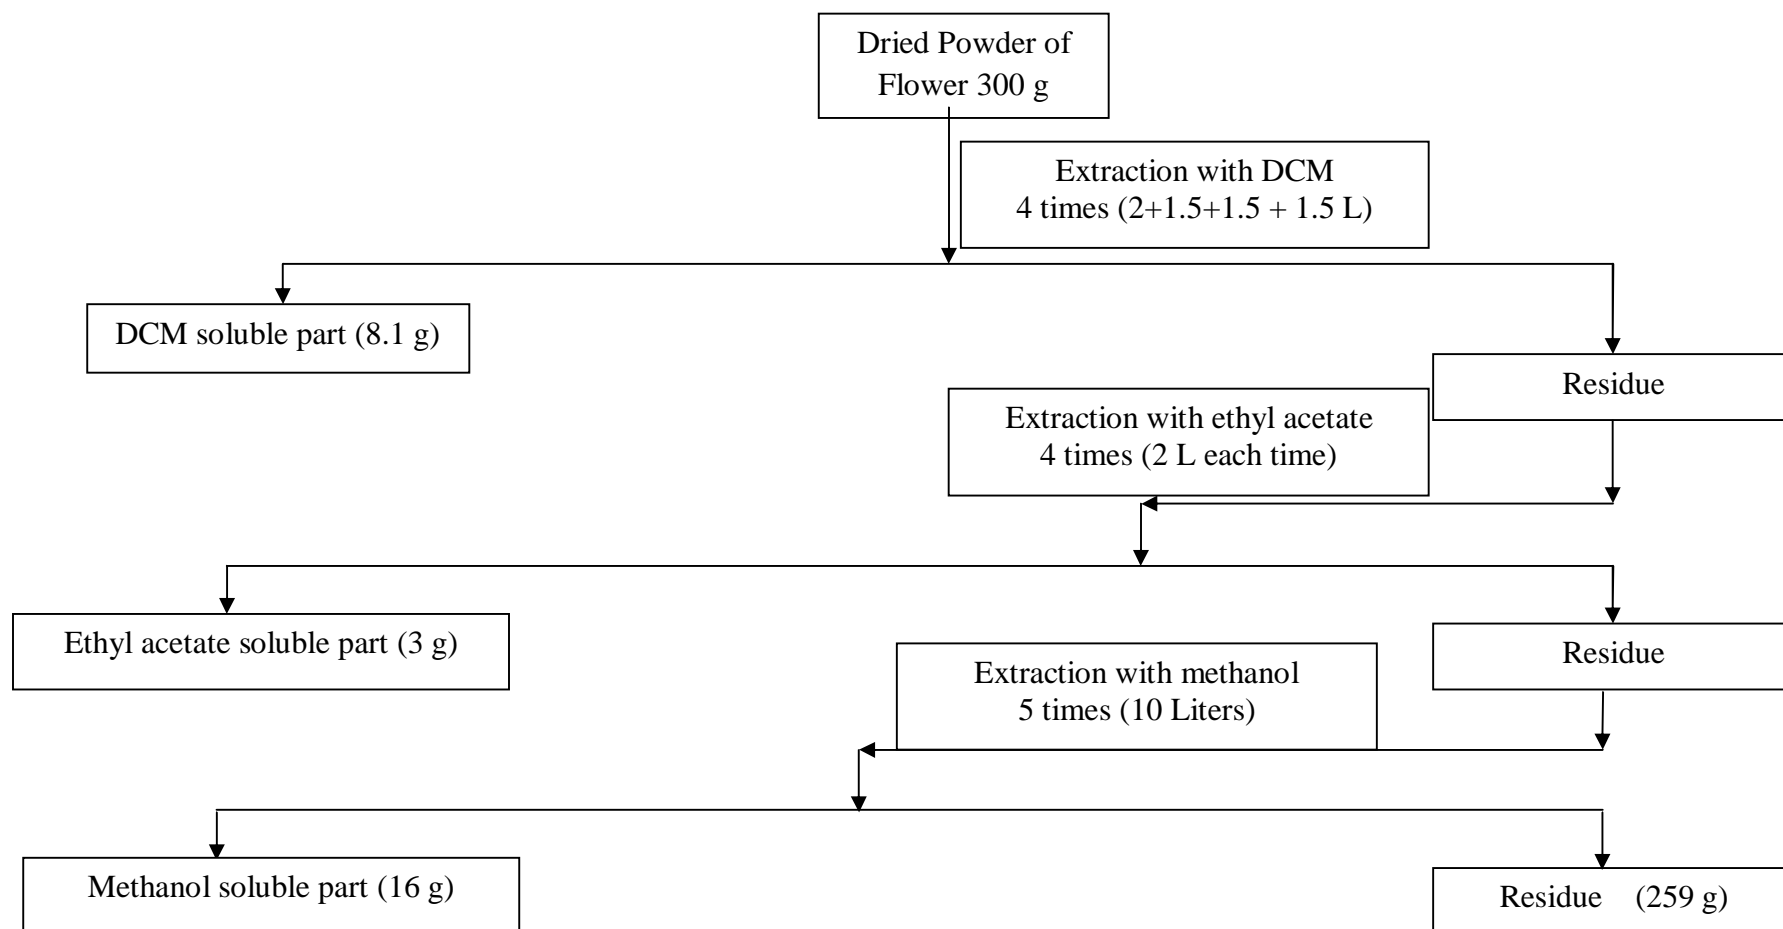 Dried Powder of
Flower 300 g
Extraction with DCM
4 times (2+1.5+1.5 + 1.5 L)
DCM soluble part (8.1 g)
Residue
Extraction with ethyl acetate
4 times (2 L each time)
Ethyl acetate soluble part (3 g)
Residue
Extraction with methanol
5 times (10 Liters)
Methanol soluble part (16 g)
Residue (259 g)